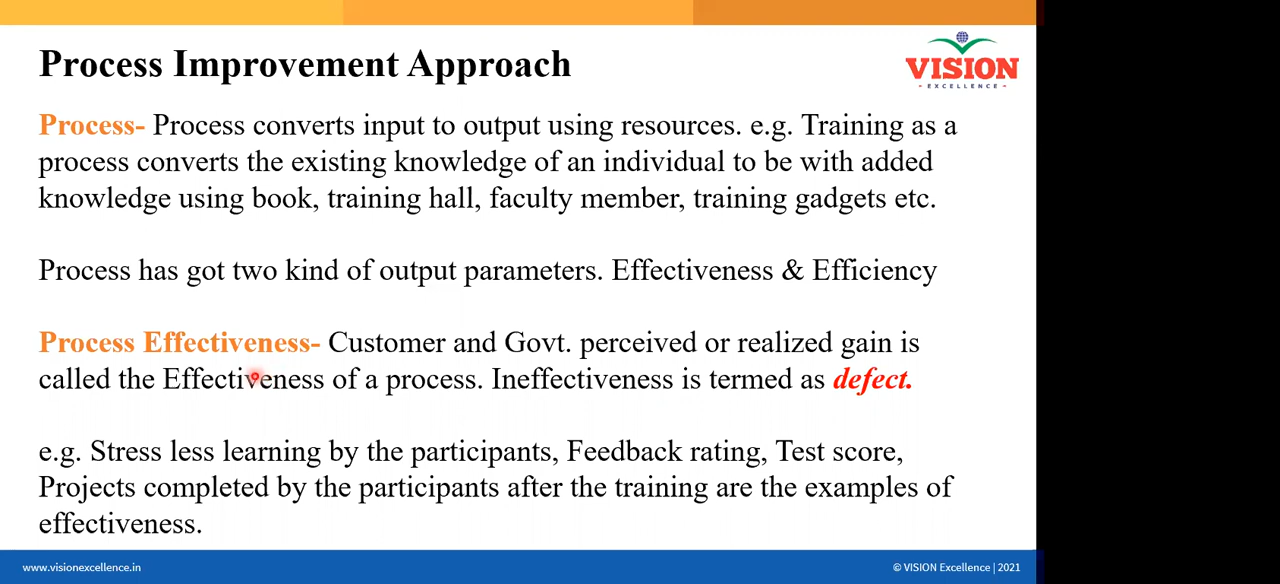 Process Improvement Approach
VISION
- EXCELLENCE -
Process- Process converts input to output using resources. e.g. Training as a
process converts the existing knowledge of an individual to be with added
knowledge using book, training hall, faculty member, training gadgets etc.
Process has got two kind of output parameters. Effectiveness & Efficiency
Process Effectiveness- Customer and Govt. perceived or realized gain is
called the Effectiveness of a process. Ineffectiveness is termed as defect.
e.g. Stress less learning by the participants, Feedback rating, Test score,
Projects completed by the participants after the training are the examples of
effectiveness.
www.visionexcellence.in
© VISION Excellence | 2021